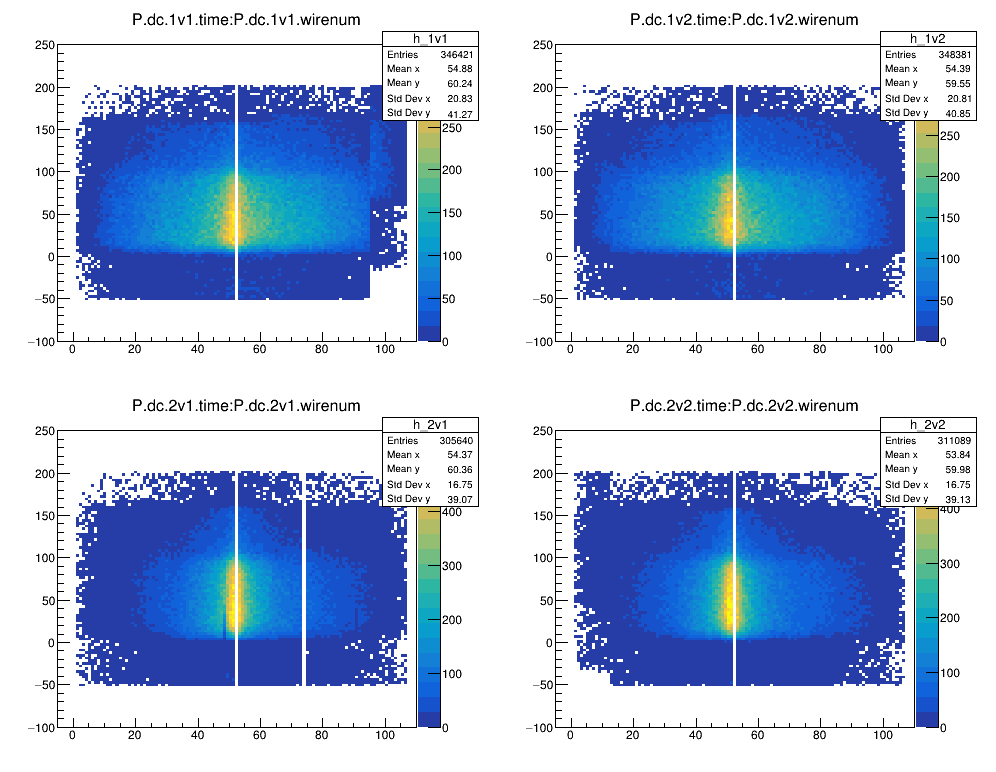 P.dc.1v1.time:P.dc.1v1.wirenum
h_1v1
Entries 346421
Mean x 54.88
Mean y 60.24
Std Dev x 20.83
Std Dev y 41.27
250
200
150
100
50
0
−50
−100
0 20 40 60 80 100
250
200
150
100
50
0
P.dc.1v2.time:P.dc.1v2.wirenum
h_1v2
Entries 348381
Mean x 54.39
Mean y 59.55
Std Dev x 20.81
Std Dev y 40.85
250
200
150
100
50
0
−50
−100
0 20 40 60 80 100
250
200
150
100
50
0
P.dc.2v1.time:P.dc.2v1.wirenum
h_2v1
Entries 305640
Mean x 54.37
Mean y 60.36
Std Dev x 16.75
Std Dev y 39.07
250
200
150
100
50
0
−50
−100
0 20 40 60 80 100
400
300
200
100
0
P.dc.2v2.time:P.dc.2v2.wirenum
h_2v2
Entries 311089
Mean x 53.84
Mean y 59.98
Std Dev x 16.75
Std Dev y 39.13
250
200
150
100
50
0
−50
−100
0 20 40 60 80 100
400
300
200
100
0